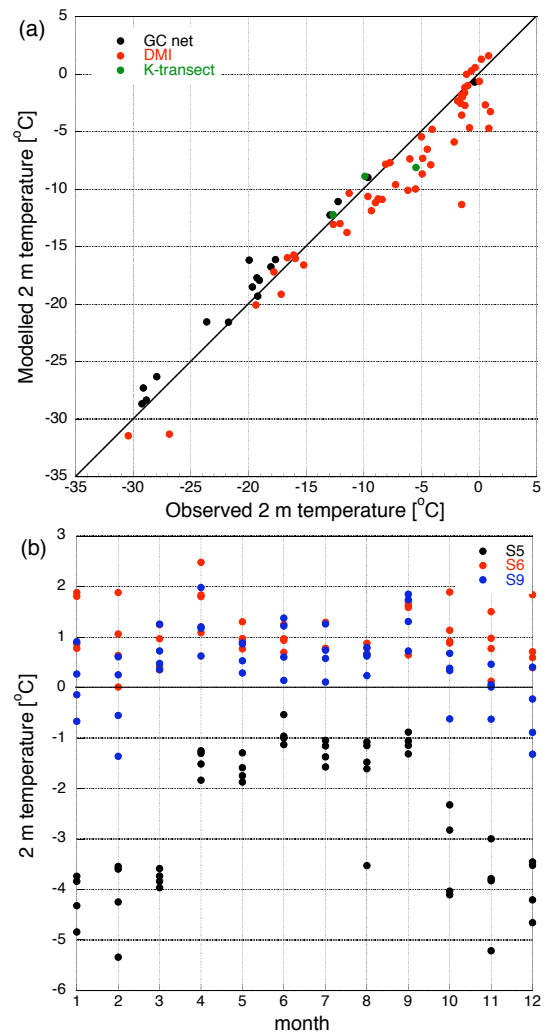 (a)
GC net
DMI
K-transect
5
0
-5
-10
-15
-20
-25
-30
-35
Modelled 2 m temperature [°C]
-35 -30 -25 -20 -15 -10 -5 0 5
Observed 2 m temperature [°C]
(b)
S5
S6
S9
3
2
1
0
-1
-2
-3
-4
-5
-6
2 m temperature [°C]
1 2 3 4 5 6 7 8 9 10 11 12
month